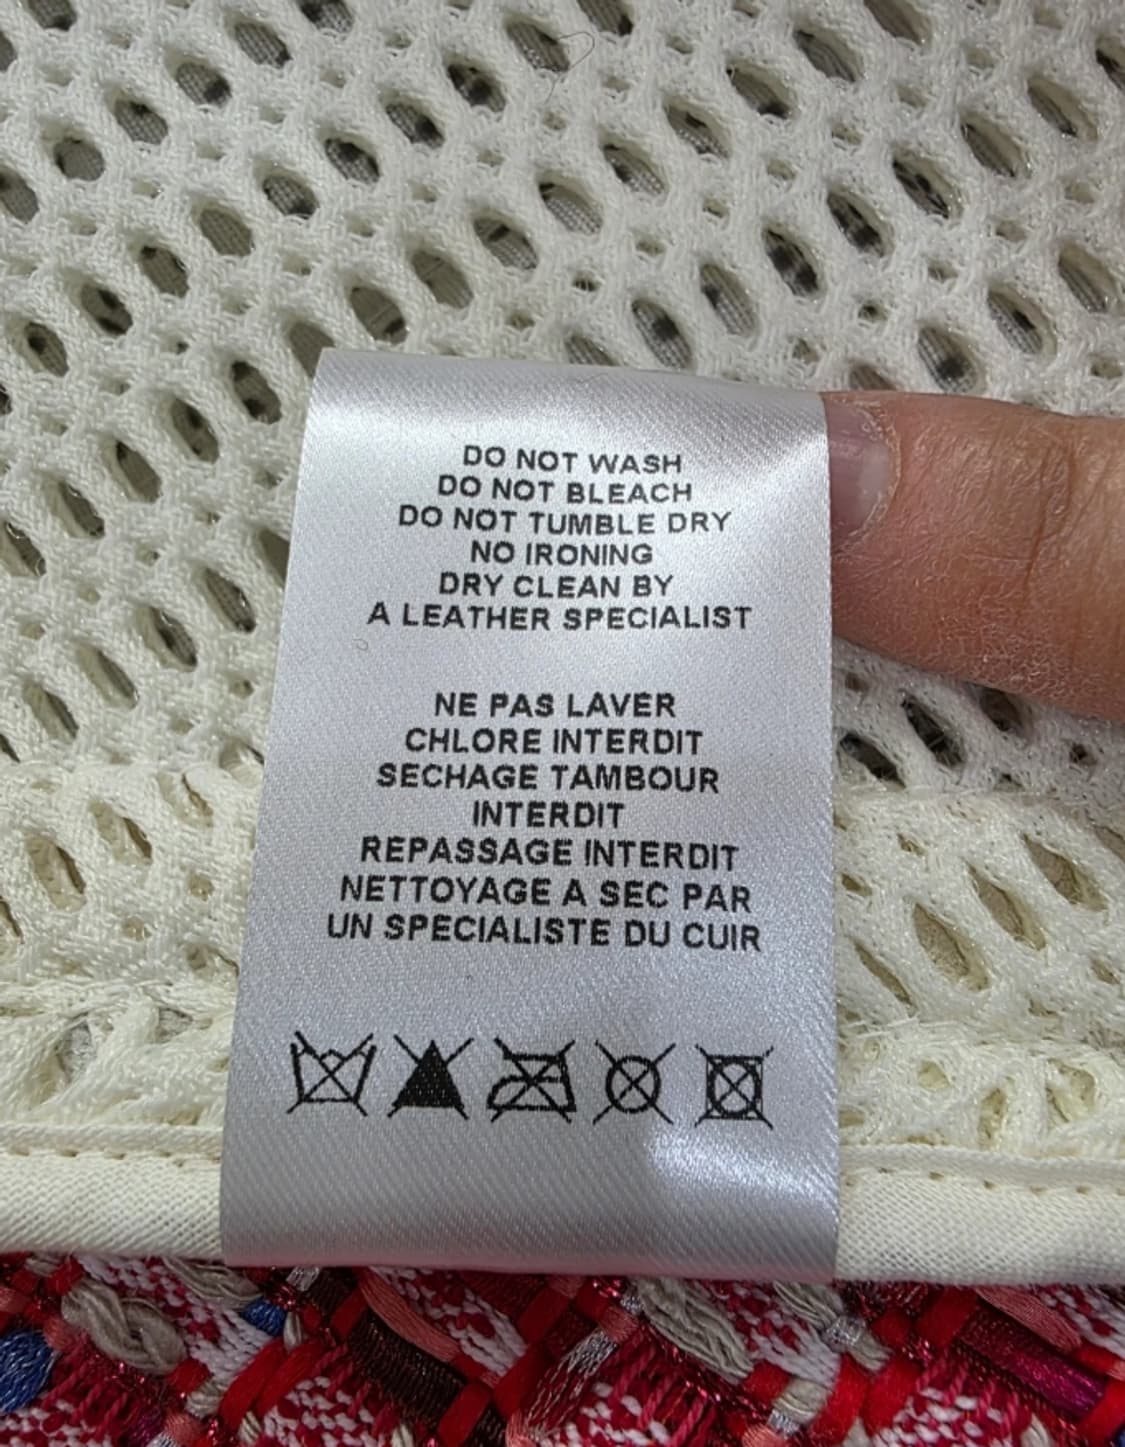 DO NOT WASH
DO NOT BLEACH
DO NOT TUMBLE DRY
NO IRONING
DRY CLEAN BY
A LEATHER SPECIALIST
NE PAS LAVER
CHLORE INTERDIT
SECHAGE TAMBOUR
INTERDIT
REPASSAGE INTERDIT
NETTOYAGE A SEC PAR
UN SPECIALISTE DU CUIR